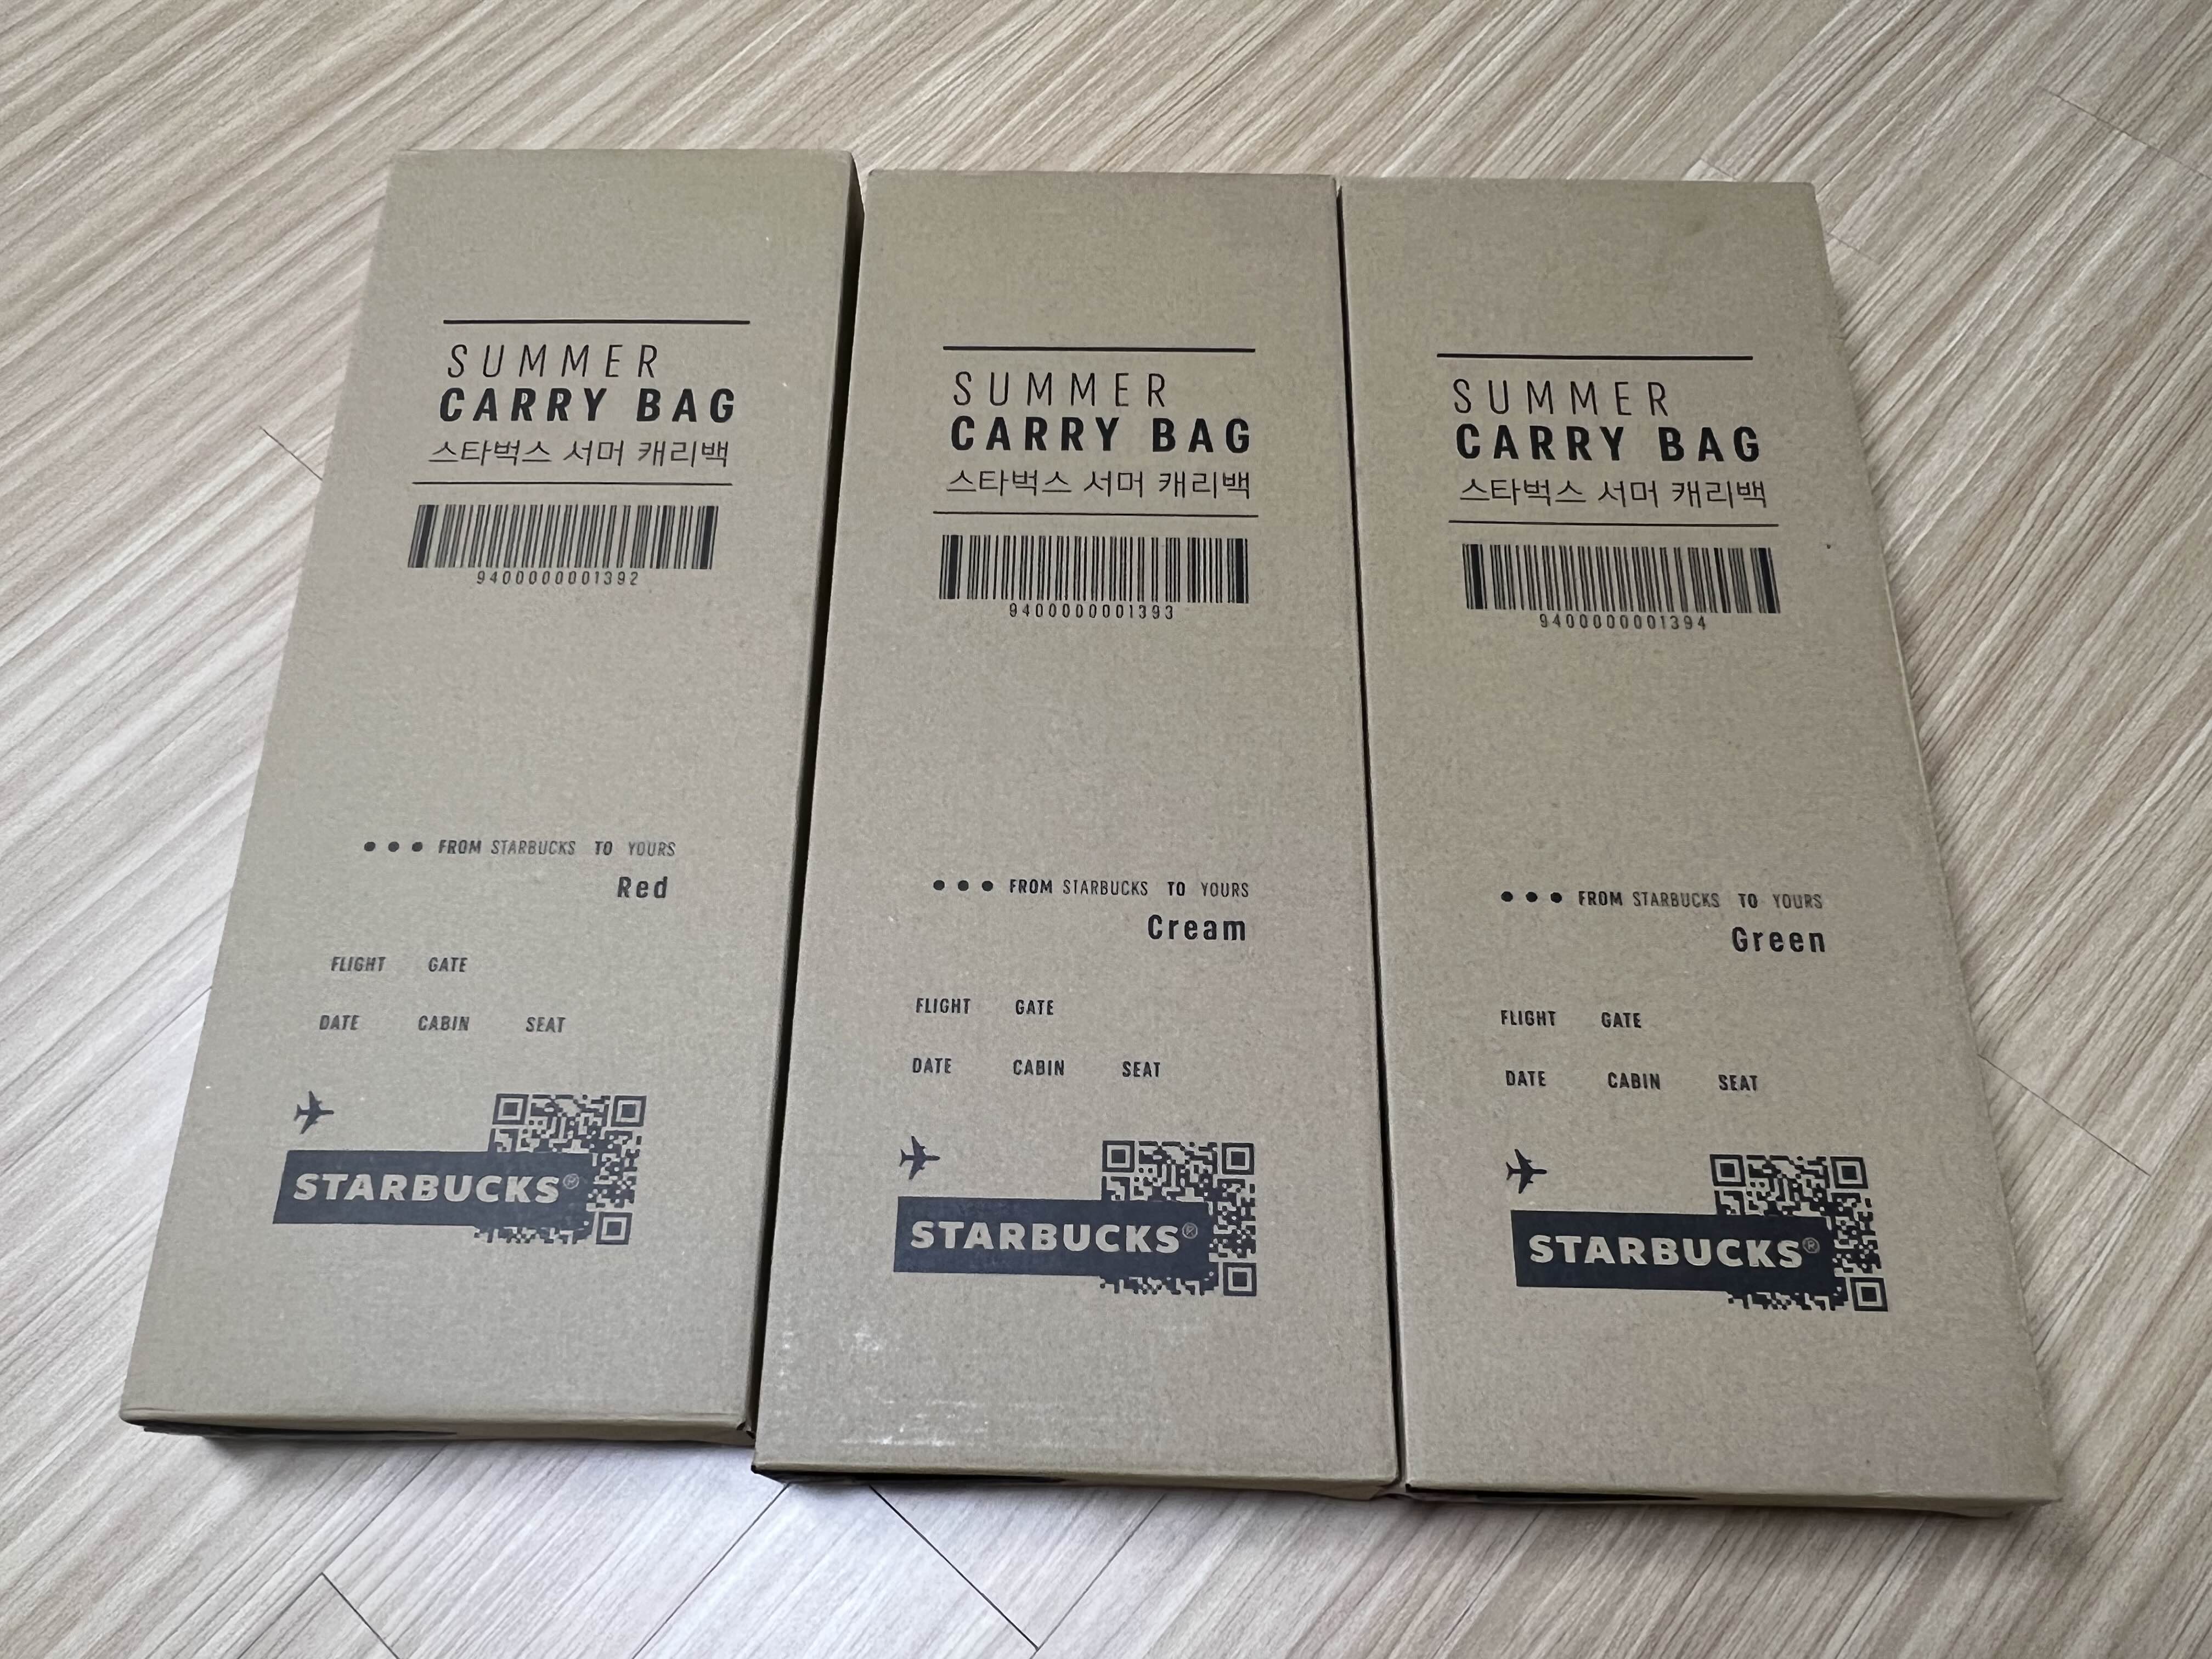 SUMMER
CARRY BAG
스타벅스 서머 캐리백
9400000001392
FROM STARBUCKS TO YOURS
Red
FLIGHT GATE
DATE CABIN SEAT
STARBUCKS®
SUMMER
CARRY BAG
스타벅스 서머 캐리백
9400000001393
FROM STARBUCKS TO YOURS
Cream
FLIGHT GATE
DATE CABIN SEAT
STARBUCKS®
SUMMER
CARRY BAG
스타벅스 서머 캐리백
9400000001394
FROM STARBUCKS TO YOURS
Green
FLIGHT GATE
DATE CABIN SEAT
STARBUCKS®